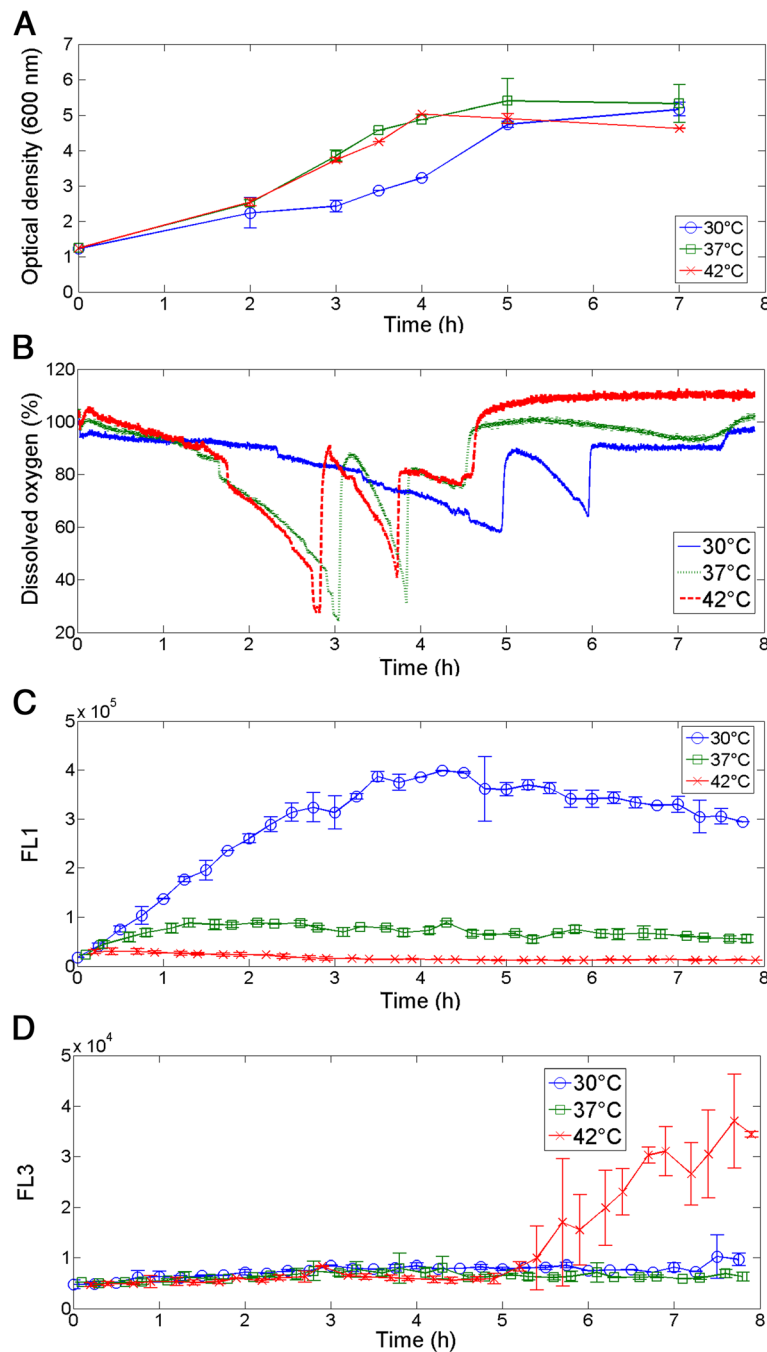 A
Optical density (600 nm)
7
6
5
4
3
2
1
0
0 1 2 3 4 5 6 7 8
Time (h)
30°C
37°C
42°C
B
Dissolved oxygen (%)
120
100
80
60
40
20
0 1 2 3 4 5 6 7 8
Time (h)
30°C
37°C
42°C
C
x 10^5
FL1
5
4
3
2
1
0
0 1 2 3 4 5 6 7 8
Time (h)
30°C
37°C
42°C
D
x 10^4
FL3
5
4
3
2
1
0
0 1 2 3 4 5 6 7 8
Time (h)
30°C
37°C
42°C